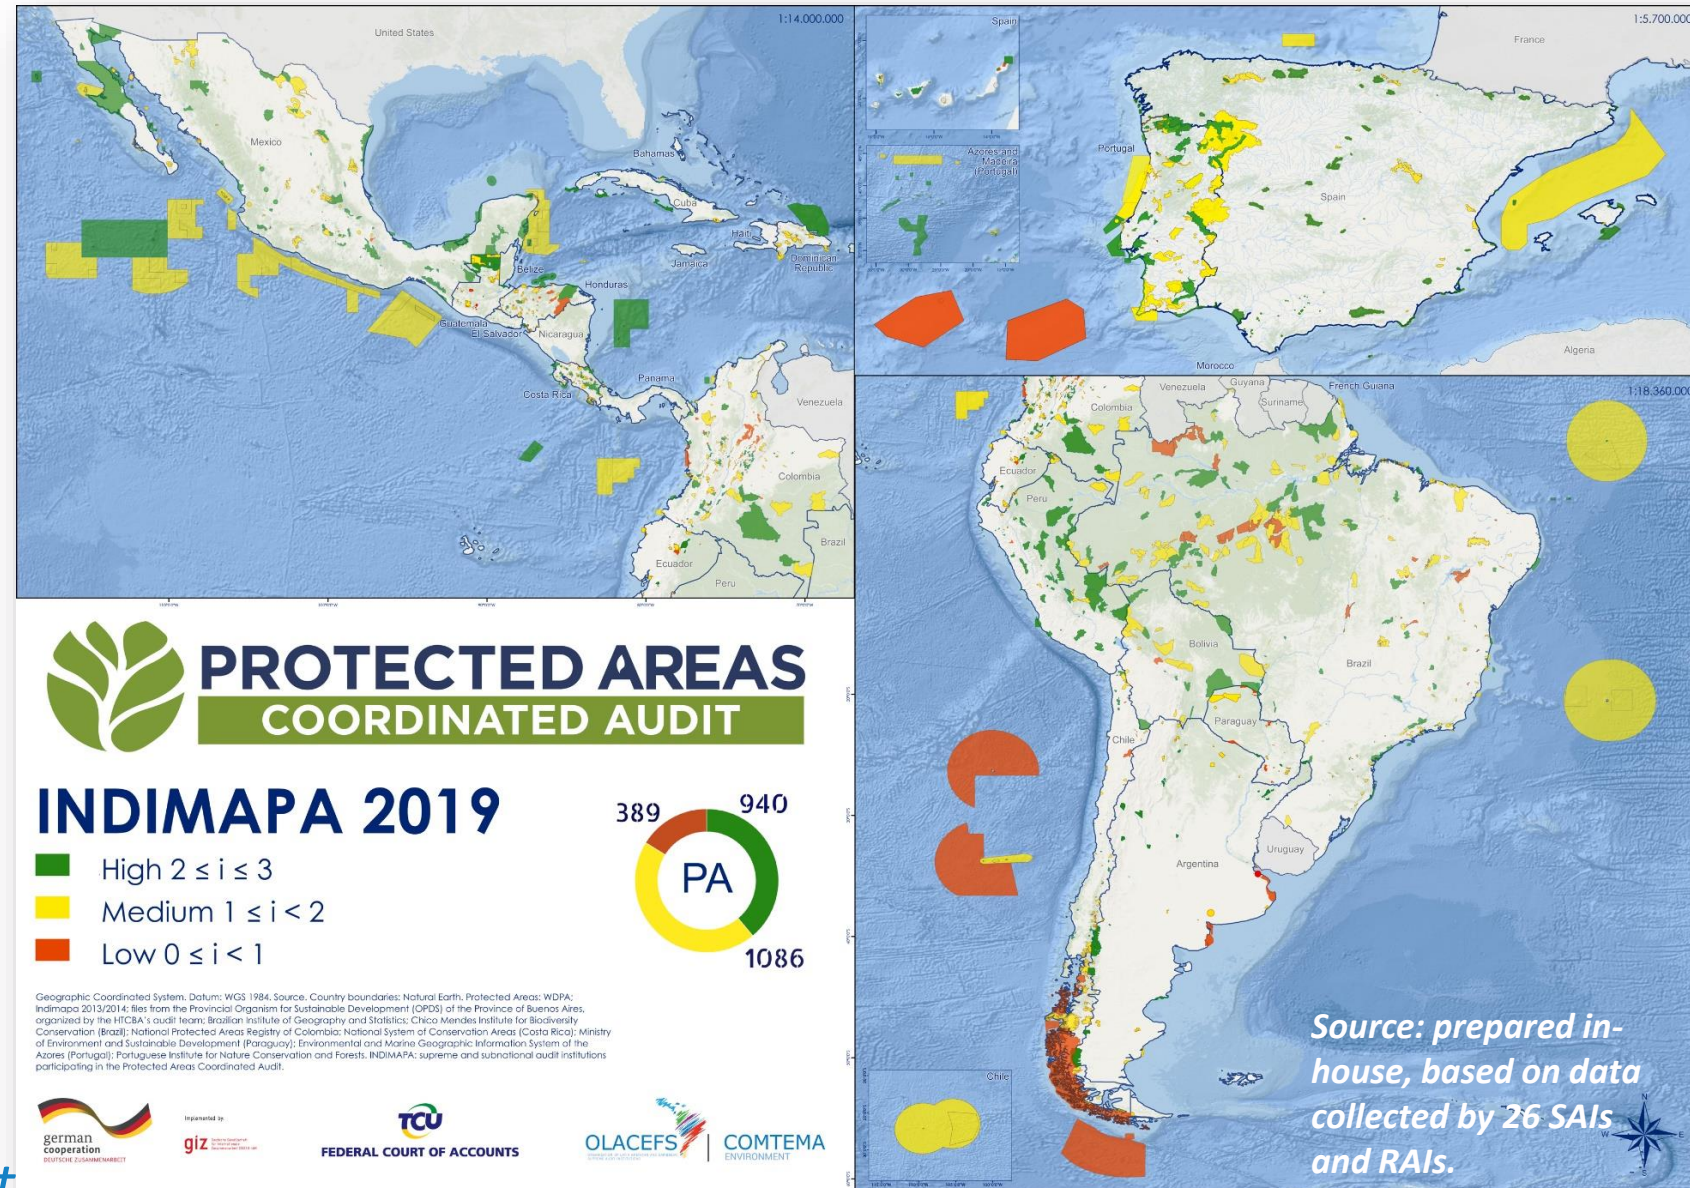 1:14.000.000
United States
Mexico
Bahamas
Cuba
Haiti
Dominican
Republic
Jamaica
Belize
Honduras
Guatemala
El Salvador
Nicaragua
Panama
Costa Rica
Venezuela
Colombia
Brazil
Ecuador
Peru
1:5.700.000
Spain
France
Azores and
Madeira
(Portugal)
Portugal
Spain
Morocco
Algeria
1:18.360.000
Venezuela
Guyana
Suriname
French Guiana
Colombia
Ecuador
Peru
Bolivia
Brazil
Paraguay
Chile
Uruguay
Argentina
Chile
N
W
E
S
PROTECTED AREAS
COORDINATED AUDIT
INDIMAPA 2019
High 2 ≤ i ≤ 3
Medium 1 ≤ i < 2
Low 0 ≤ i < 1
389
940
PA
1086
Geographic Coordinated System. Datum: WGS 1984. Source. Country boundaries: Natural Earth. Protected Areas: WDPA;
Indimapa 2013/2014; files from the Provincial Organism for Sustainable Development (OPDS) of the Province of Buenos Aires,
organized by the HTCBA's audit team; Brazilian Institute of Geography and Statistics; Chico Mendes Institute for Biodiversity
Conservation (Brazil); National Protected Areas Registry of Colombia; National System of Conservation Areas (Costa Rica); Ministry
of Environment and Sustainable Development (Paraguay); Environmental and Marine Geographic Information System of the
Azores (Portugal); Portuguese Institute for Nature Conservation and Forests. INDIMAPA: supreme and subnational audit institutions
participating in the Protected Areas Coordinated Audit.
german
cooperation
DEUTSCHE ZUSAMMENARBEIT
Implemented by
giz
TCU
FEDERAL COURT OF ACCOUNTS
OLACEFS
COMTEMA
ENVIRONMENT
Source: prepared in-
house, based on data
collected by 26 SAIs
and RAIs.